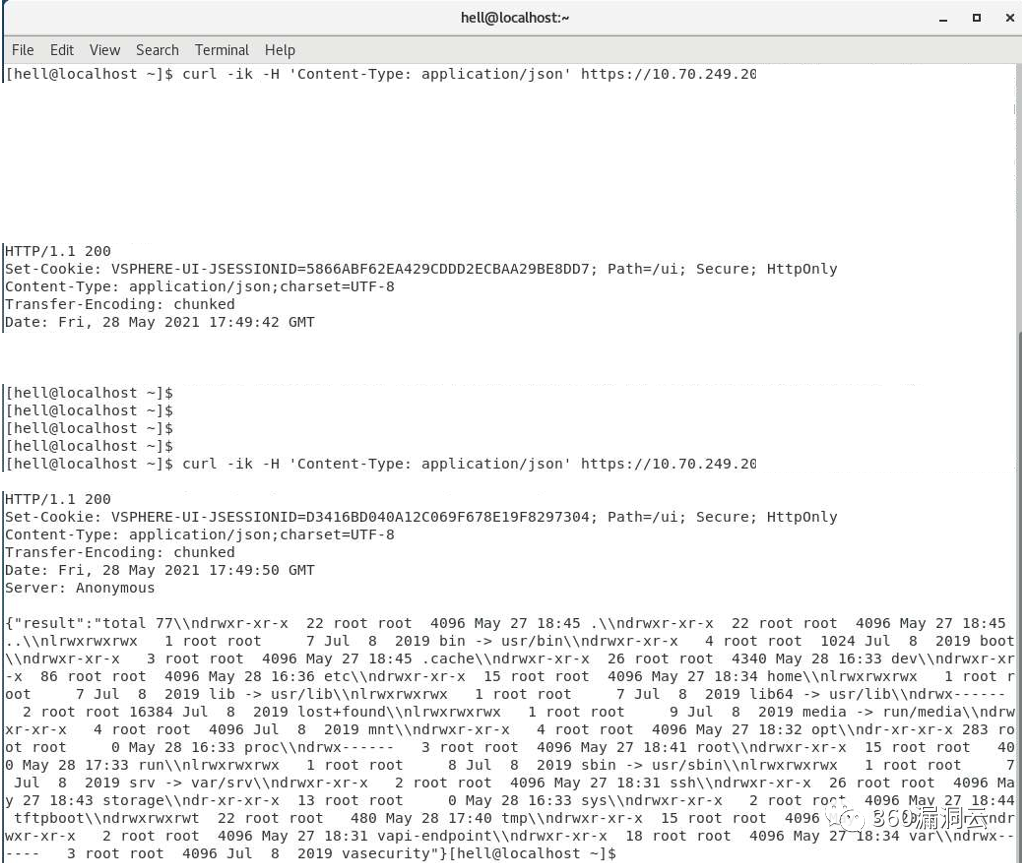 hell@localhost:~
File Edit View Search Terminal Help
[hell@localhost ~]$ curl -ik -H 'Content-Type: application/json' https://10.70.249.20
HTTP/1.1 200
Set-Cookie: VSPHERE-UI-JSESSIONID=5866ABF62EA429CDDD2ECBAA29BE8DD7; Path=/ui; Secure; HttpOnly
Content-Type: application/json;charset=UTF-8
Transfer-Encoding: chunked
Date: Fri, 28 May 2021 17:49:42 GMT
[hell@localhost ~]$
[hell@localhost ~]$
[hell@localhost ~]$
[hell@localhost ~]$
[hell@localhost ~]$ curl -ik -H 'Content-Type: application/json' https://10.70.249.20
HTTP/1.1 200
Set-Cookie: VSPHERE-UI-JSESSIONID=D3416BD040A12C069F678E19F8297304; Path=/ui; Secure; HttpOnly
Content-Type: application/json;charset=UTF-8
Transfer-Encoding: chunked
Date: Fri, 28 May 2021 17:49:50 GMT
Server: Anonymous
{"result":"total 77\\ndrwxr-xr-x  22 root root  4096 May 27 18:45 .\\ndrwxr-xr-x  22 root root  4096 May 27 18:45
..\\nlrwxrwxrwx   1 root root     7 Jul  8  2019 bin -> usr/bin\\ndrwxr-xr-x   4 root root  1024 Jul  8  2019 boot
\\ndrwxr-xr-x   3 root root  4096 May 27 18:45 .cache\\ndrwxr-xr-x  26 root root  4340 May 28 16:33 dev\\ndrwxr-xr
-x  86 root root  4096 May 28 16:36 etc\\ndrwxr-xr-x  15 root root  4096 May 27 18:34 home\\nlrwxrwxrwx   1 root r
oot     7 Jul  8  2019 lib -> usr/lib\\nlrwxrwxrwx   1 root root     7 Jul  8  2019 lib64 -> usr/lib\\ndrwx------
  2 root root 16384 Jul  8  2019 lost+found\\nlrwxrwxrwx   1 root root     9 Jul  8  2019 media -> run/media\\ndrw
xr-xr-x   4 root root  4096 Jul  8  2019 mnt\\ndrwxr-xr-x   4 root root  4096 May 27 18:32 opt\\ndr-xr-xr-x 283 ro
ot root     0 May 28 16:33 proc\\ndrwx------   3 root root  4096 May 27 18:41 root\\ndrwxr-xr-x  15 root root   40
0 May 28 17:33 run\\nlrwxrwxrwx   1 root root     8 Jul  8  2019 sbin -> usr/sbin\\nlrwxrwxrwx   1 root root     7
 Jul  8  2019 srv -> var/srv\\ndrwxr-xr-x   2 root root  4096 May 27 18:31 ssh\\ndrwxr-xr-x  26 root root  4096 Ma
y 27 18:43 storage\\ndr-xr-xr-x  13 root root     0 May 28 16:33 sys\\ndrwxr-xr-x   2 root root  4096 May 27 18:44
 tftpboot\\ndrwxrwxrwt  22 root root   480 May 28 17:40 tmp\\ndrwxr-xr-x  15 root root  4096
wxr-xr-x   2 root root  4096 May 27 18:31 vapi-endpoint\\ndrwxr-xr-x  18 root root  4096 May 27 18:34 var\\ndrwx--
----   3 root root  4096 Jul  8  2019 vasecurity"}[hell@localhost ~]$
360漏洞云